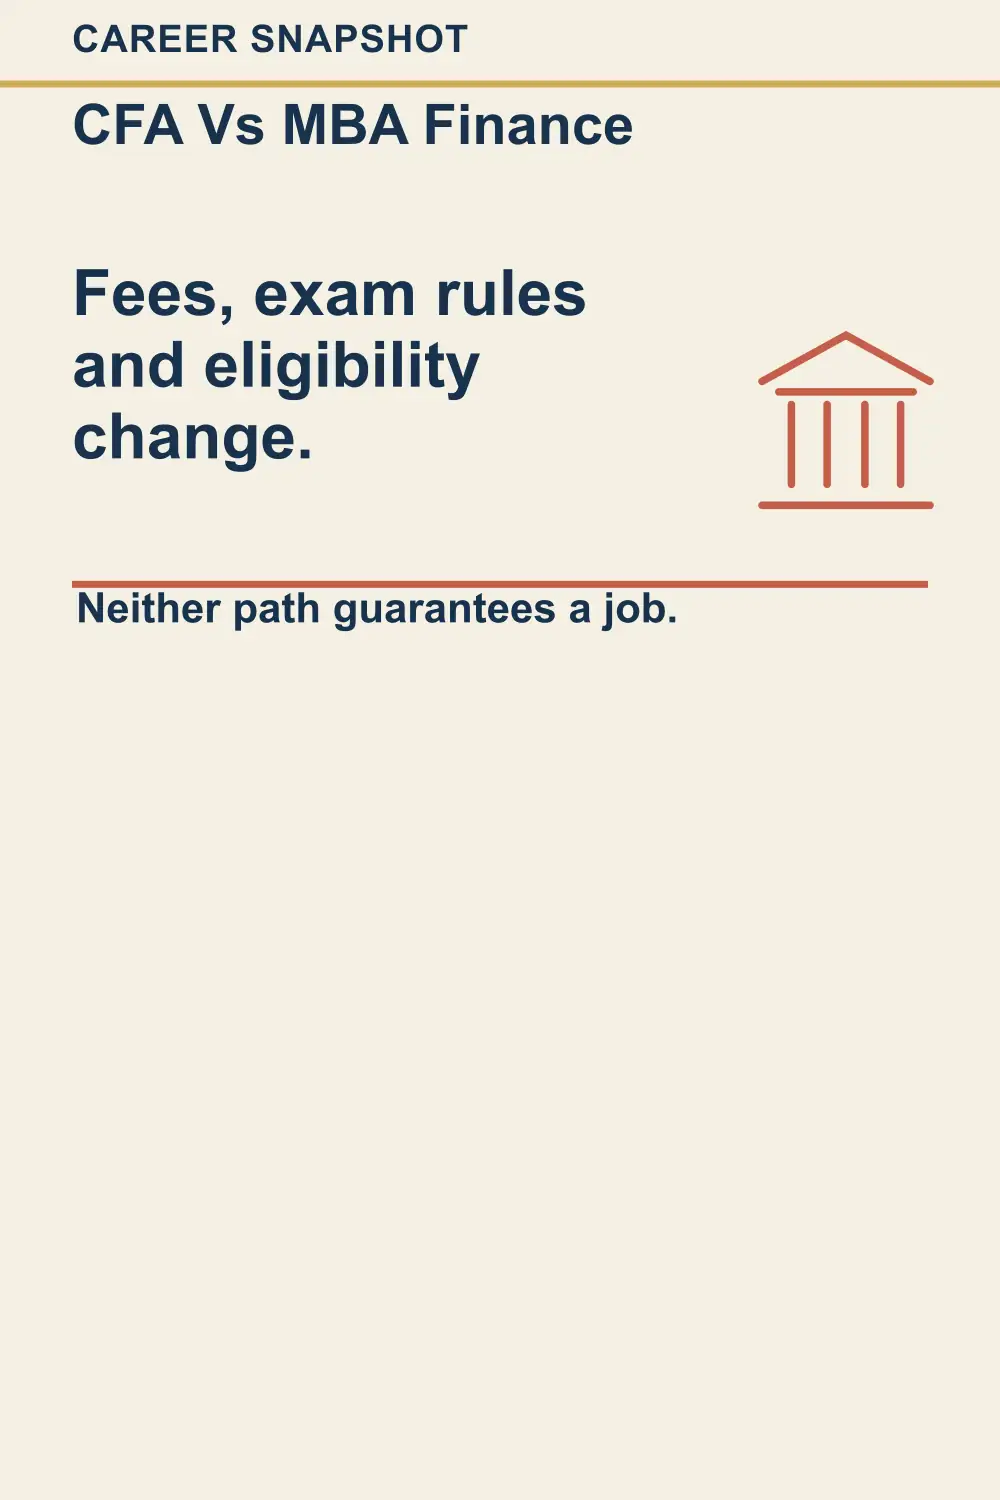 CAREER SNAPSHOT
CFA Vs MBA Finance
Fees, exam rules
and eligibility
change.
Neither path guarantees a job.